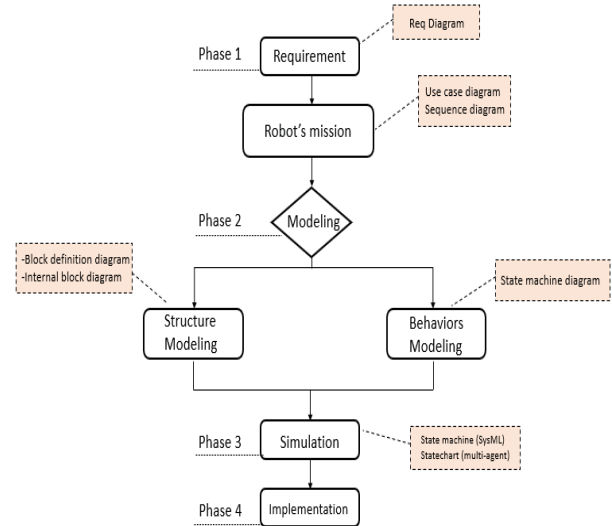 Req Diagram
Phase 1
Requirement
Use case diagram
Sequence diagram
Robot's mission
Phase 2
Modeling
-Block definition diagram
-Internal block diagram
State machine diagram
Structure
Modeling
Behaviors
Modeling
Phase 3
Simulation
State machine (SysML)
Statechart (multi-agent)
Phase 4
Implementation